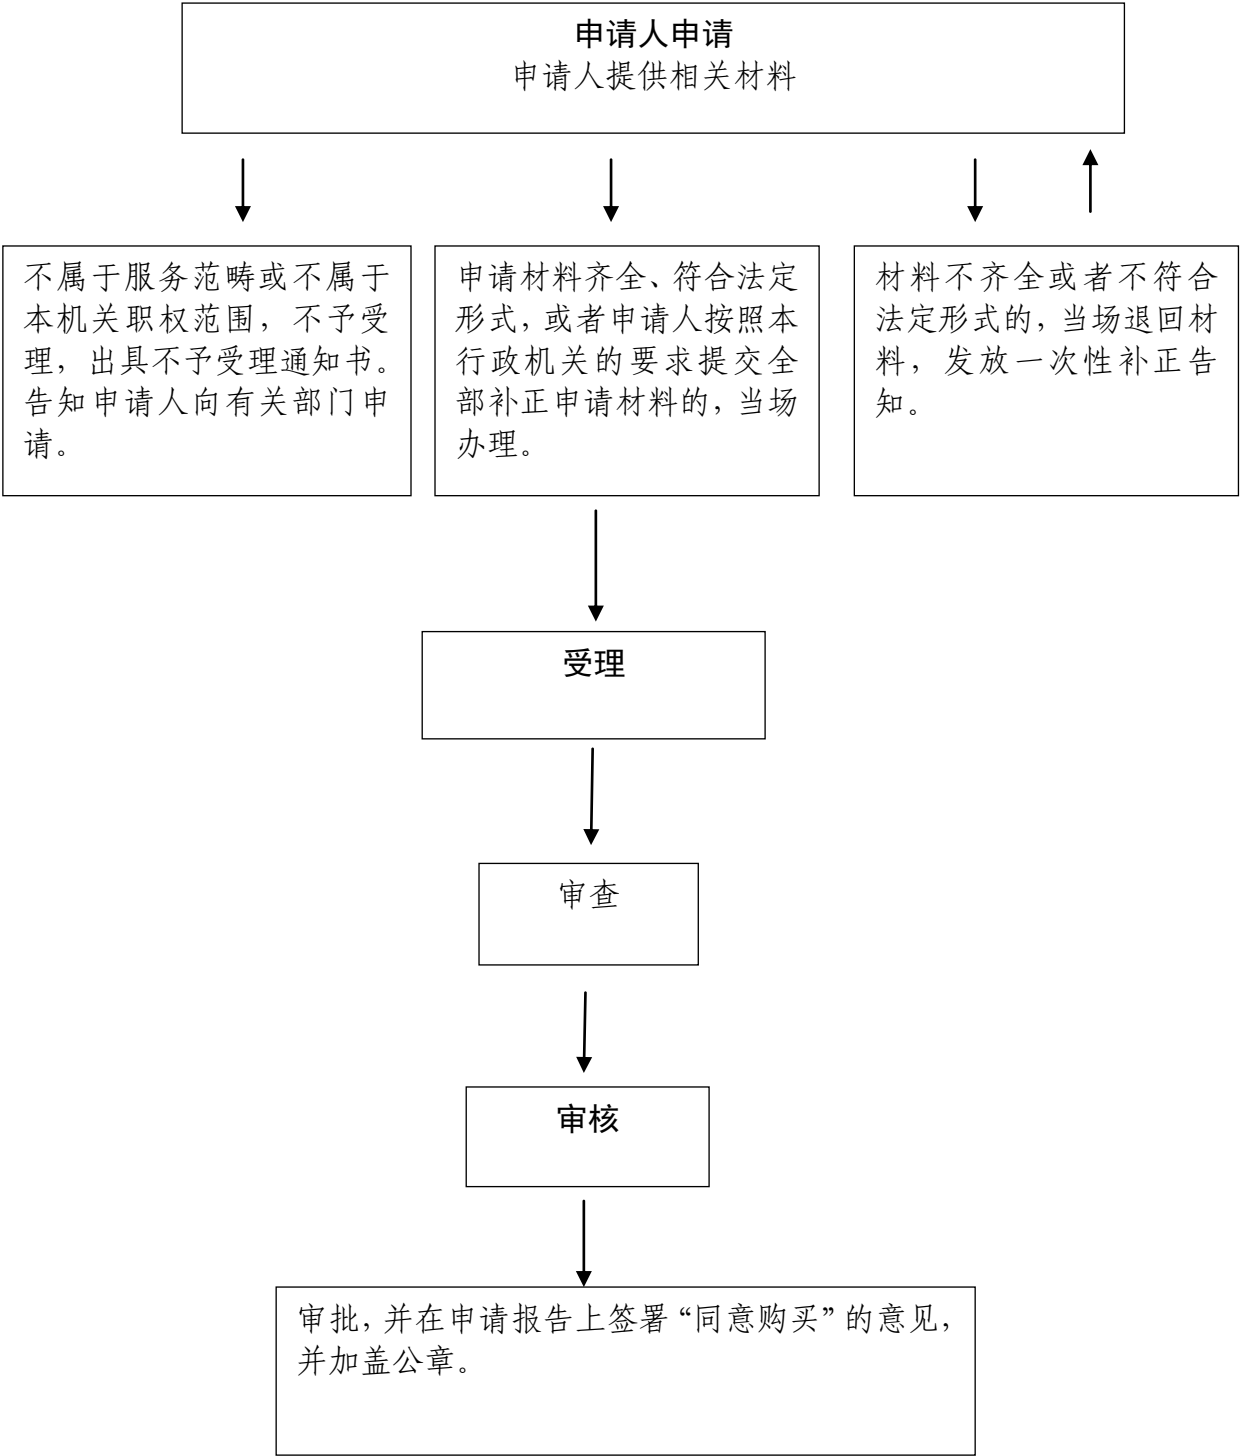 申请人申请
申请人提供相关材料
不属于服务范畴或不属于
本机关职权范围，不予受
理，出具不予受理通知书。
告知申请人向有关部门申
请。
申请材料齐全、符合法定
形式，或者申请人按照本
行政机关的要求提交全
部补正申请材料的，当场
办理。
材料不齐全或者不符合
法定形式的，当场退回材
料，发放一次性补正告
知。
受理
审查
审核
审批，并在申请报告上签署“同意购买”的意见，
并加盖公章。